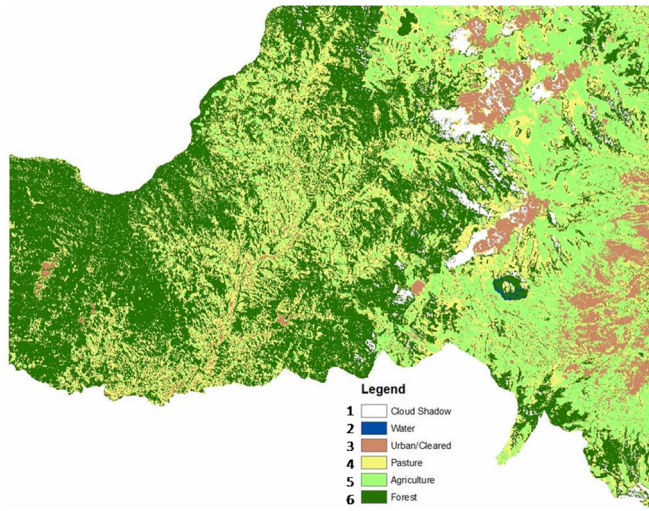 Legend
1 Cloud Shadow
2 Water
3 Urban/Cleared
4 Pasture
5 Agriculture
6 Forest